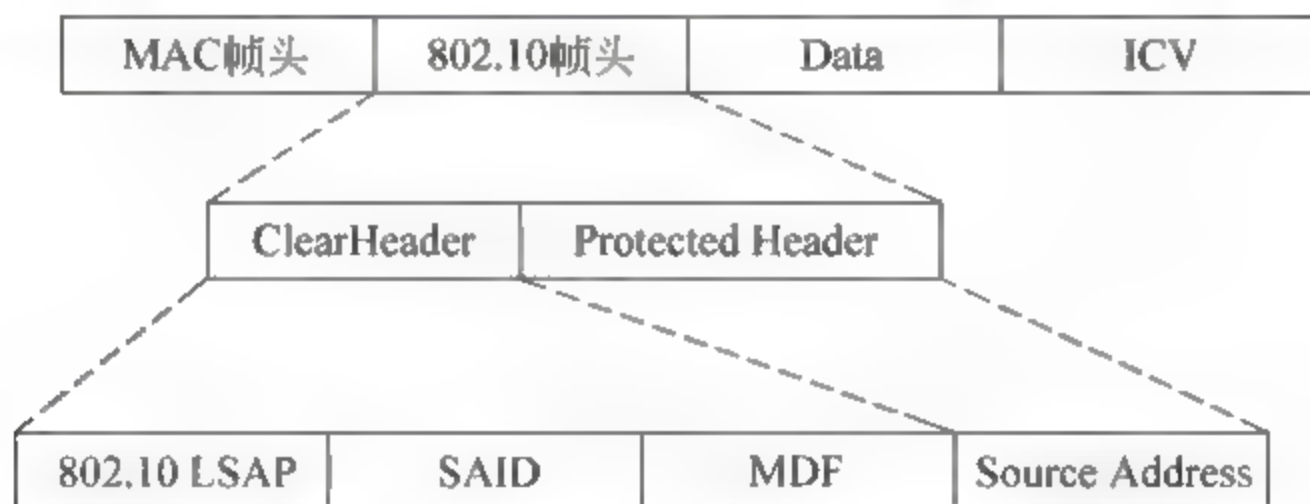 MAC帧头 802.10帧头 Data ICV
ClearHeader Protected Header
802.10 LSAP SAID MDF Source Address